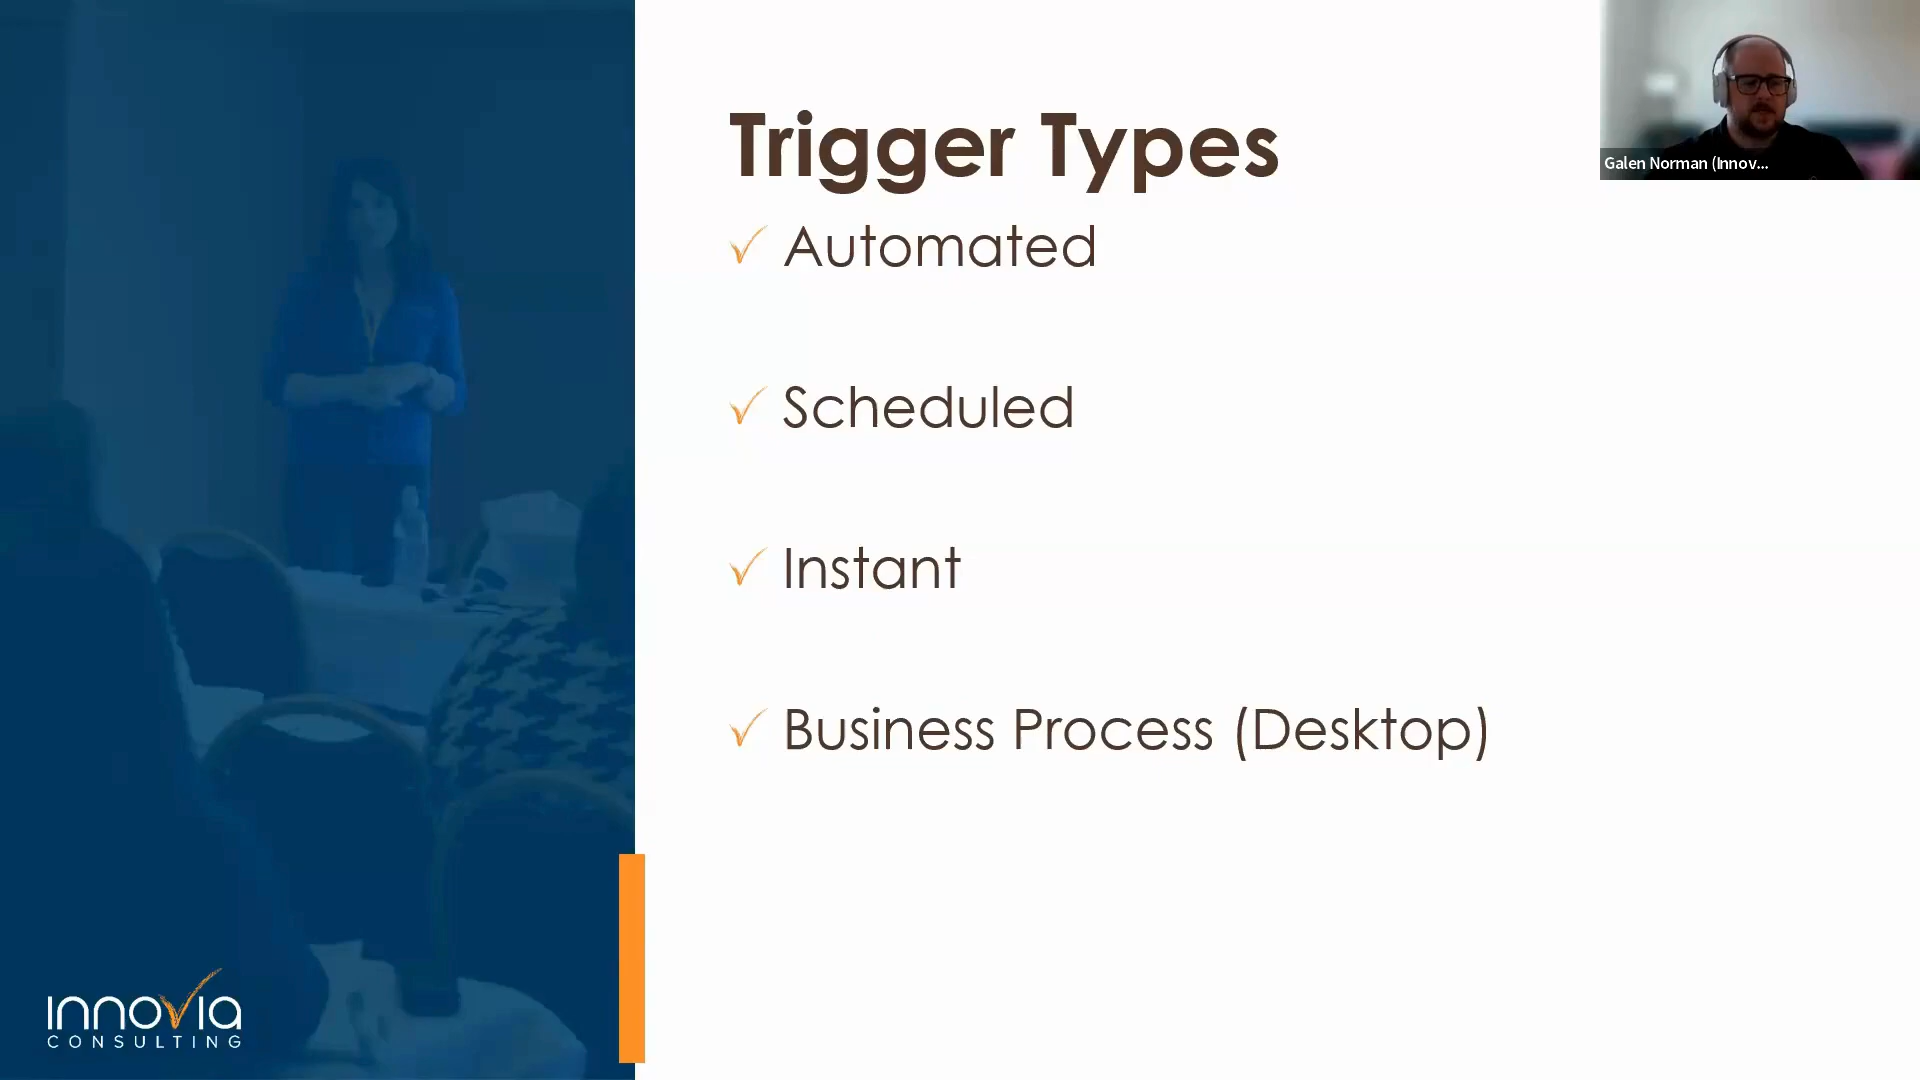 Trigger Types
Automated
Scheduled
Instant
Business Process (Desktop)
Galen Norman (Innov...
innovia
CONSULTING